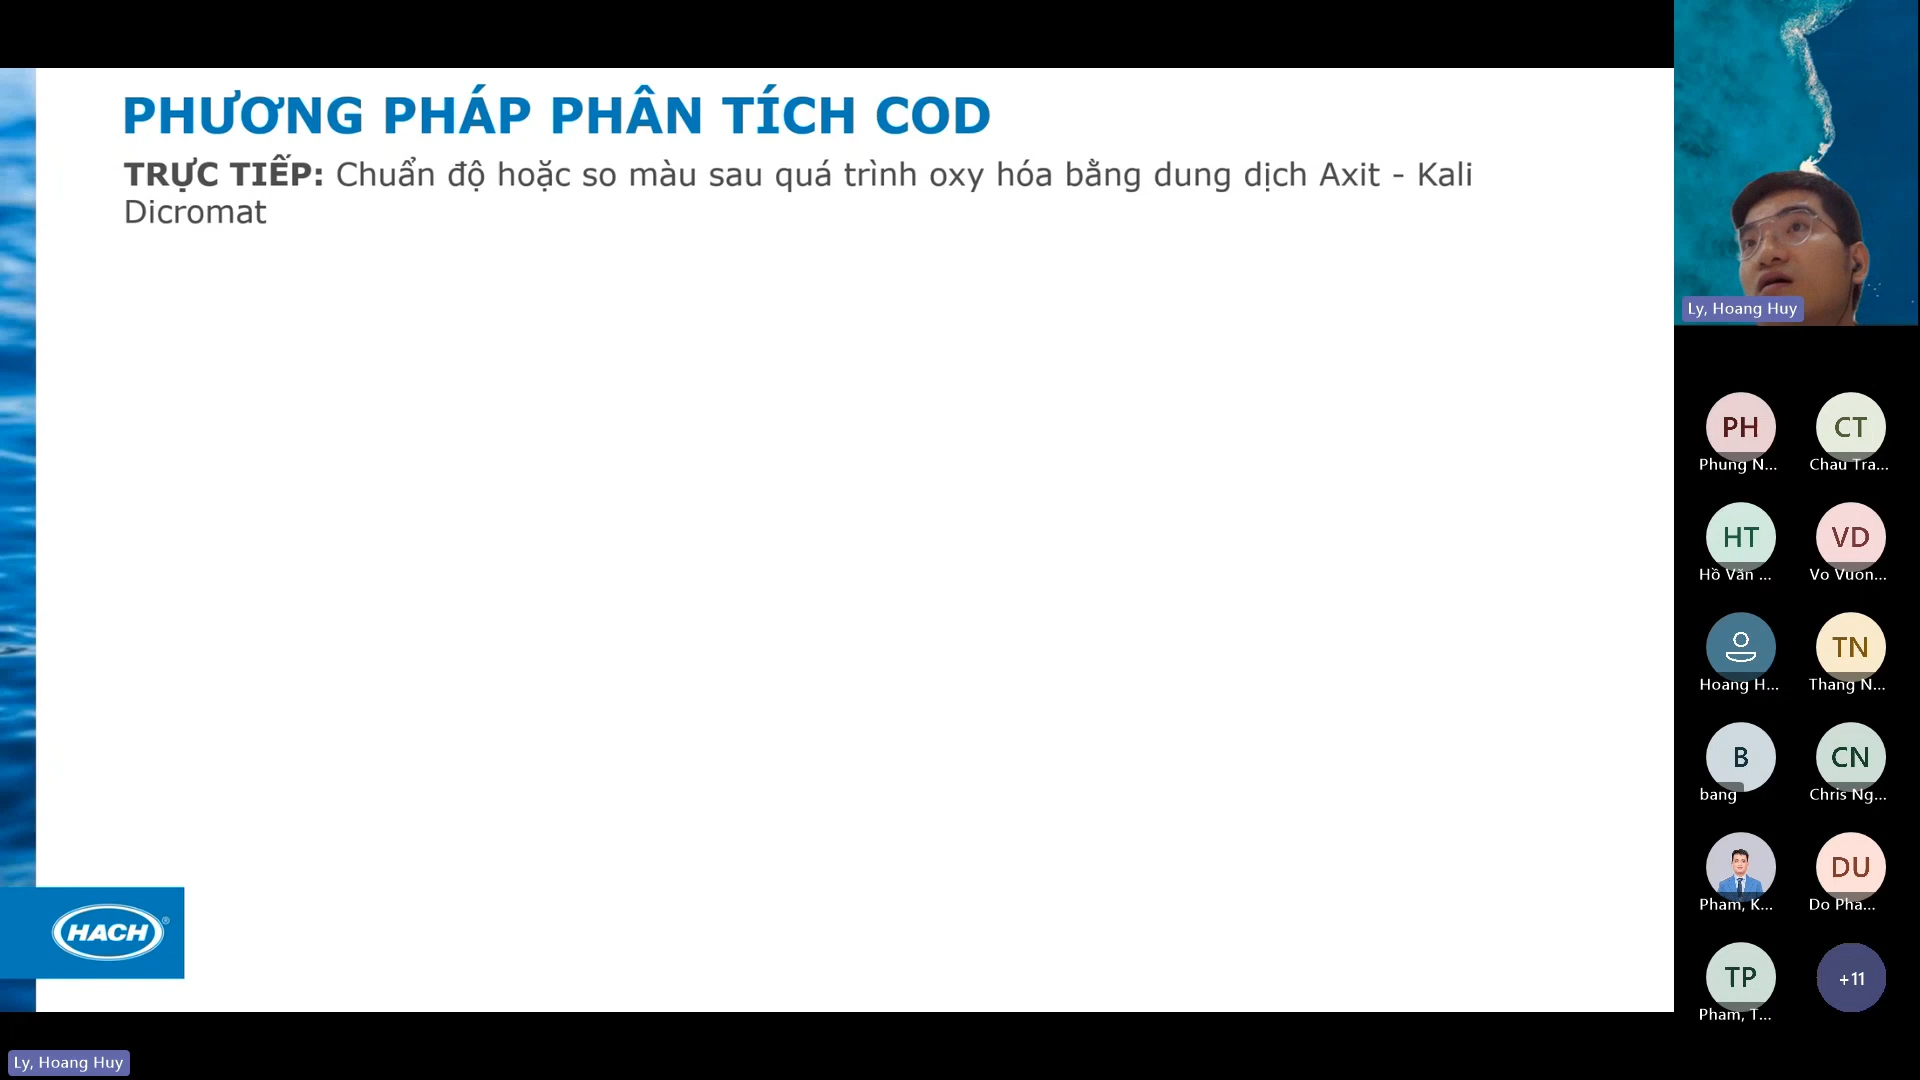 PHƯƠNG PHÁP PHÂN TÍCH COD
TRỰC TIẾP: Chuẩn độ hoặc so màu sau quá trình oxy hóa bằng dung dịch Axit - Kali
Dicromat
HACH®
Ly, Hoang Huy
PH
CT
Phung N...
Chau Tra...
HT
VD
Hồ Văn ...
Vo Vuon...
TN
Hoang H...
Thang N...
B
CN
bang
Chris Ng...
DU
Pham, K...
Do Pha...
TP
+11
Pham, T...
Ly, Hoang Huy